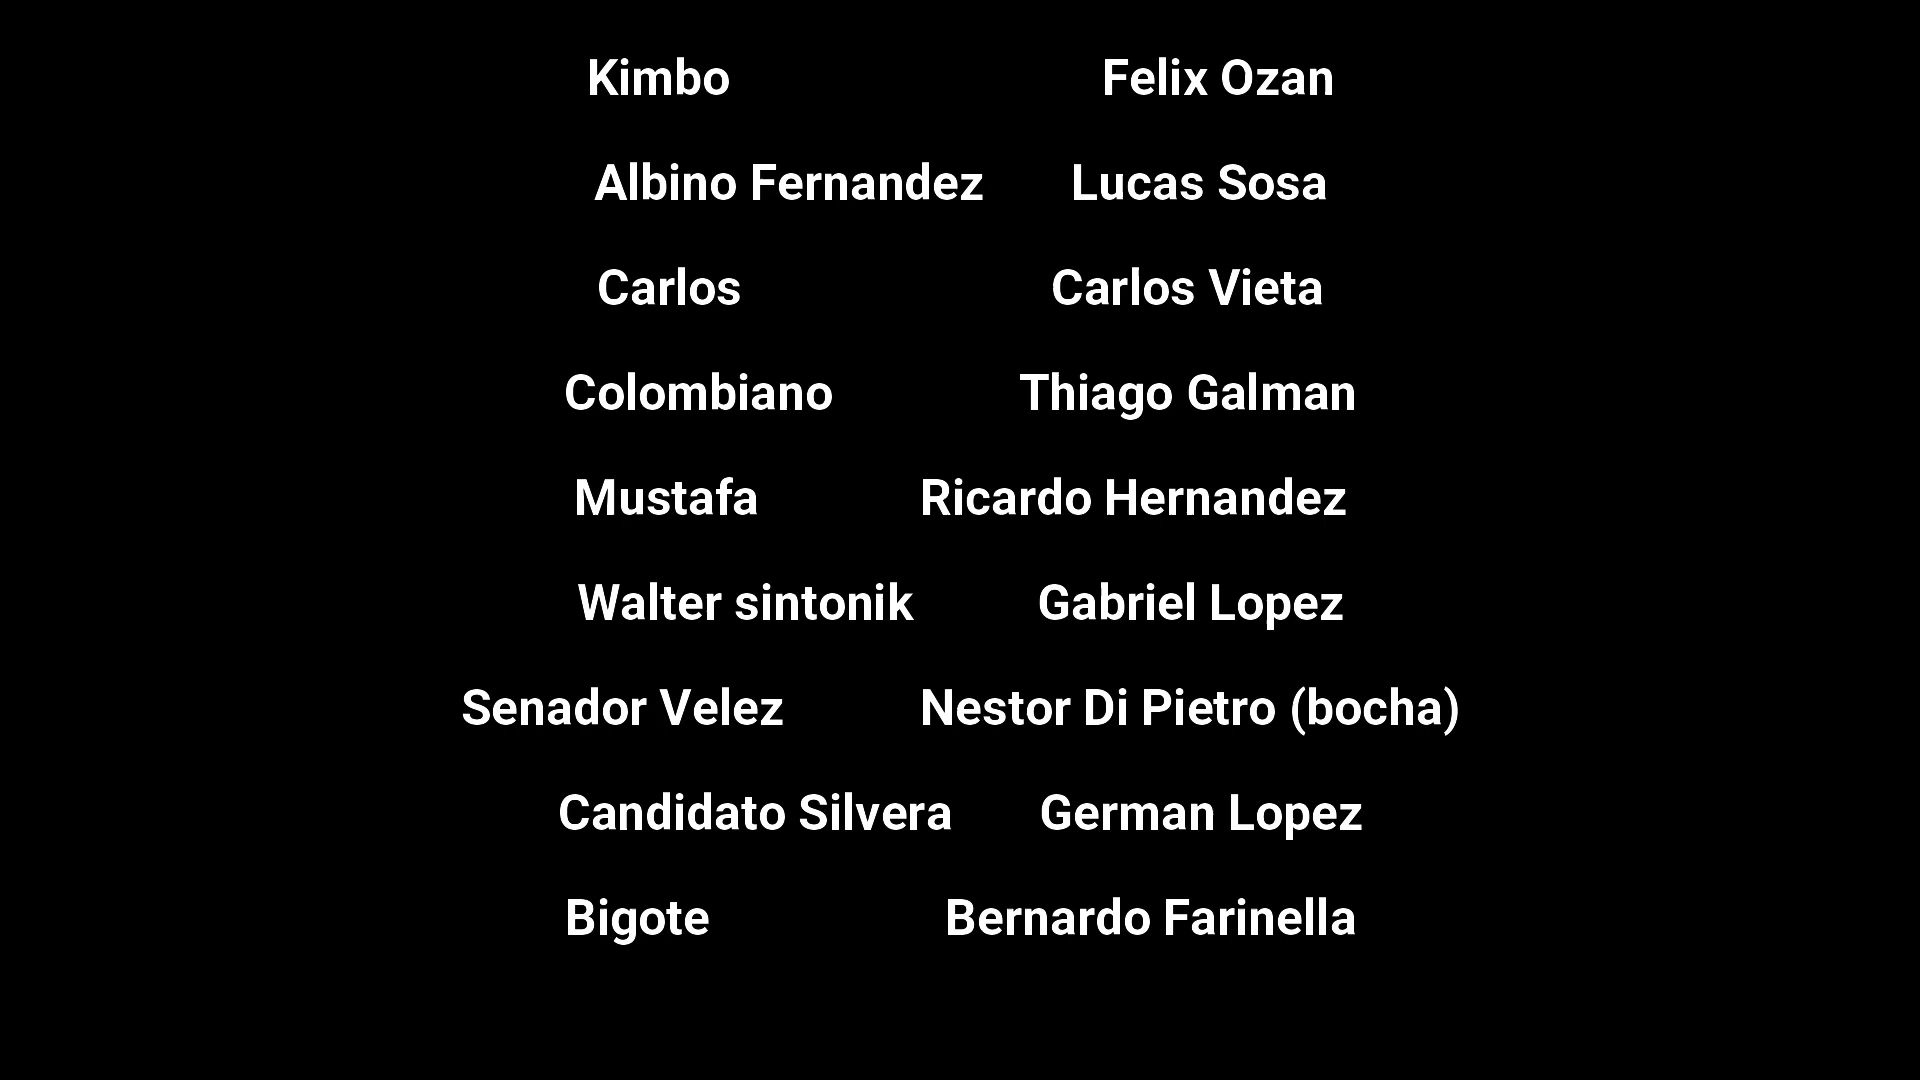 Kimbo Felix Ozan
Albino Fernandez Lucas Sosa
Carlos Carlos Vieta
Colombiano Thiago Galman
Mustafa Ricardo Hernandez
Walter sintonik Gabriel Lopez
Senador Velez Nestor Di Pietro (bocha)
Candidato Silvera German Lopez
Bigote Bernardo Farinella